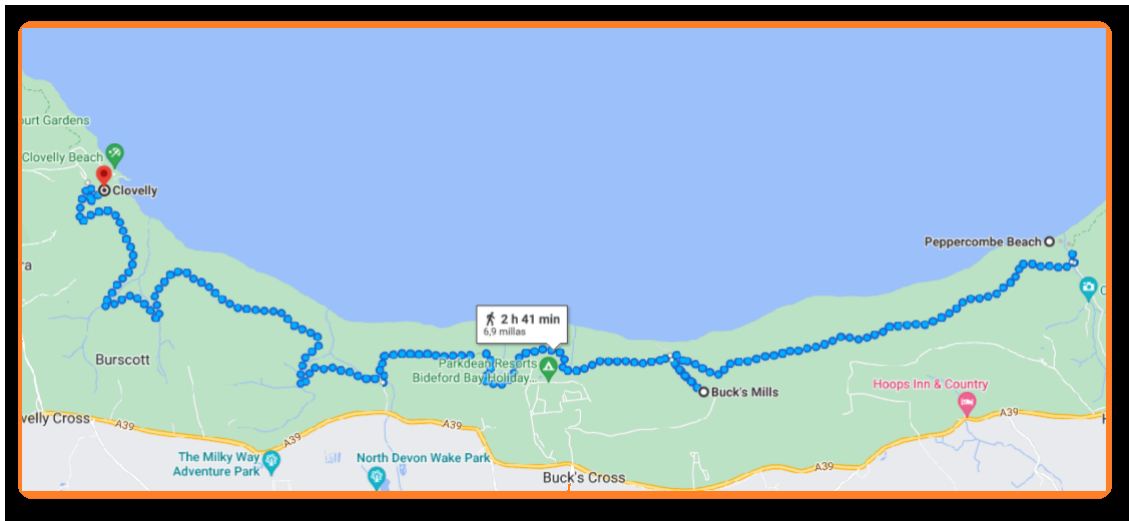 ourt Gardens
Clovelly Beach
Clovelly
Peppercombe Beach
ra
C
2 h 41 min
6,9 millas
Burscott
Parkdean Resorts
Bideford Bay Holiday...
Buck's Mills
Hoops Inn & Country
velly Cross
A39
A39
A39
A39
A39
H
The Milky Way
Adventure Park
North Devon Wake Park
Buck's Cross